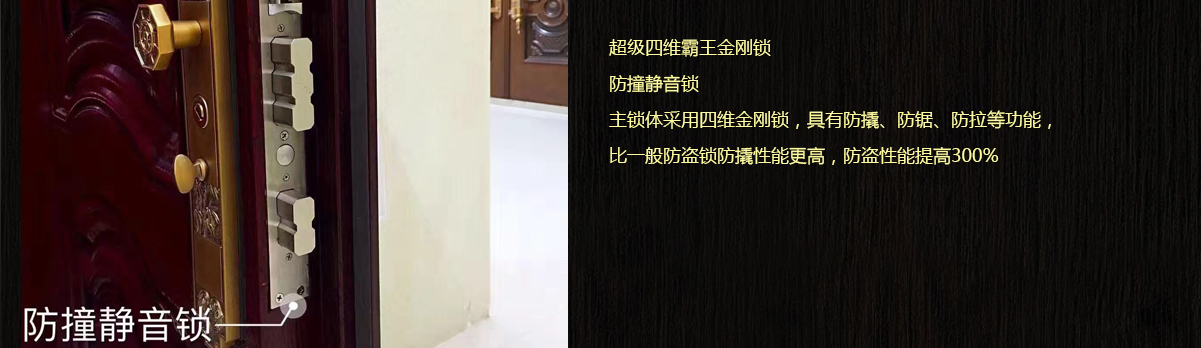 超级四维霸王金刚锁
防撞静音锁
主锁体采用四维金刚锁，具有防撬、防锯、防拉等功能，
比一般防盗锁防撬性能更高，防盗性能提高300%
防撞静音锁